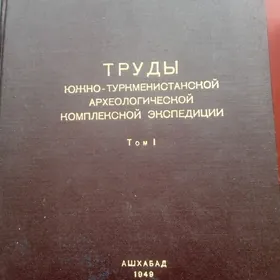 ТРУДЫ
ЮЖНО-ТУРКМЕНИСТАНСКОЙ
АРХЕОЛОГИЧЕСКОЙ
КОМПЛЕКСНОЙ ЭКСПЕДИЦИИ
Том I
АШХАБАД
1949